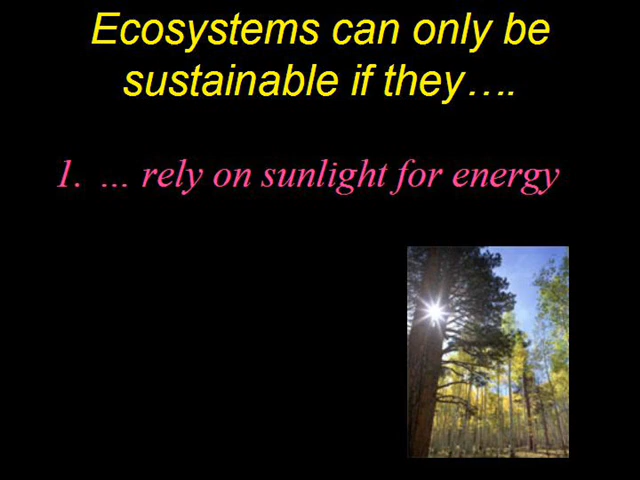 Ecosystems can only be
sustainable if they….
1. … rely on sunlight for energy